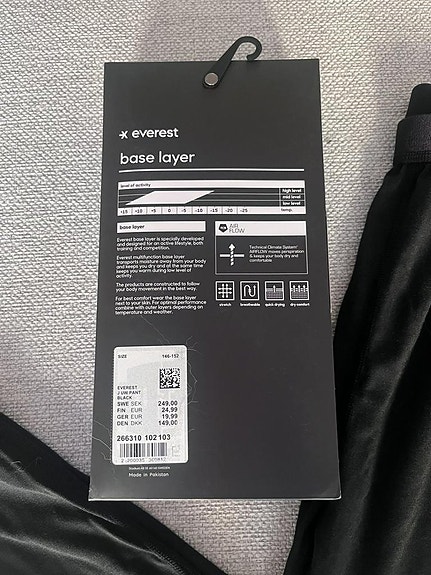 everest
base layer
level of activity
high level
mid level
low level
+15 +10 +5 0 -5 -10 -15 -20 -25 temp.
base layer
Everest base layer is specially developed
and designed for an active lifestyle, both
training and competition.
Everest multifunction base layer
transports moisture away from your body
and keeps you dry and at the same time
keeps you warm during low level of
activity.
The products are constructed to follow
your body movement in the best way.
For best comfort wear the base layer
next to your skin. For optimal performance
combine with outer layers depending on
temperature and weather.
AIR
FLOW
Technical Climate System
AIRFLOW moves perspiration
& keeps your body dry and
comfortable
stretch breathable quick drying dry comfort
SIZE 146-152
EVEREST
J UW PANT
BLACK
SWE SEK 249,00
FIN EUR 24,99
GER EUR 19,99
DEN DKK 149,00
266310 102103
Made in Pakistan